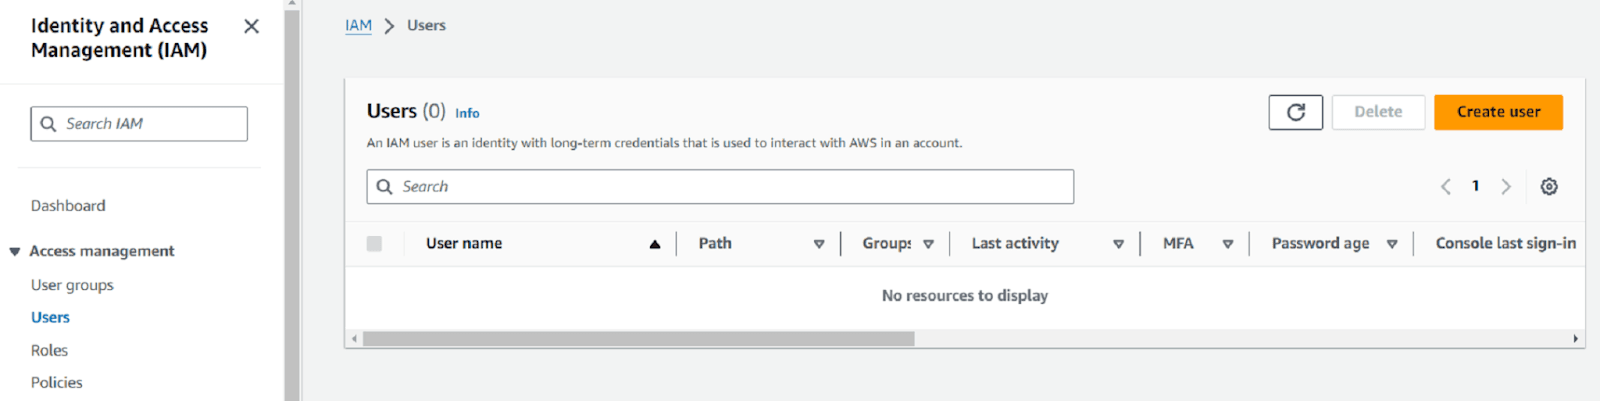 Identity and Access
Management (IAM)
Search IAM
Dashboard
Access management
User groups
Users
Roles
Policies
IAM > Users
Users (0) Info
Delete
Create user
An IAM user is an identity with long-term credentials that is used to interact with AWS in an account.
Search
1
User name
Path
Groups
Last activity
MFA
Password age
Console last sign-in
No resources to display